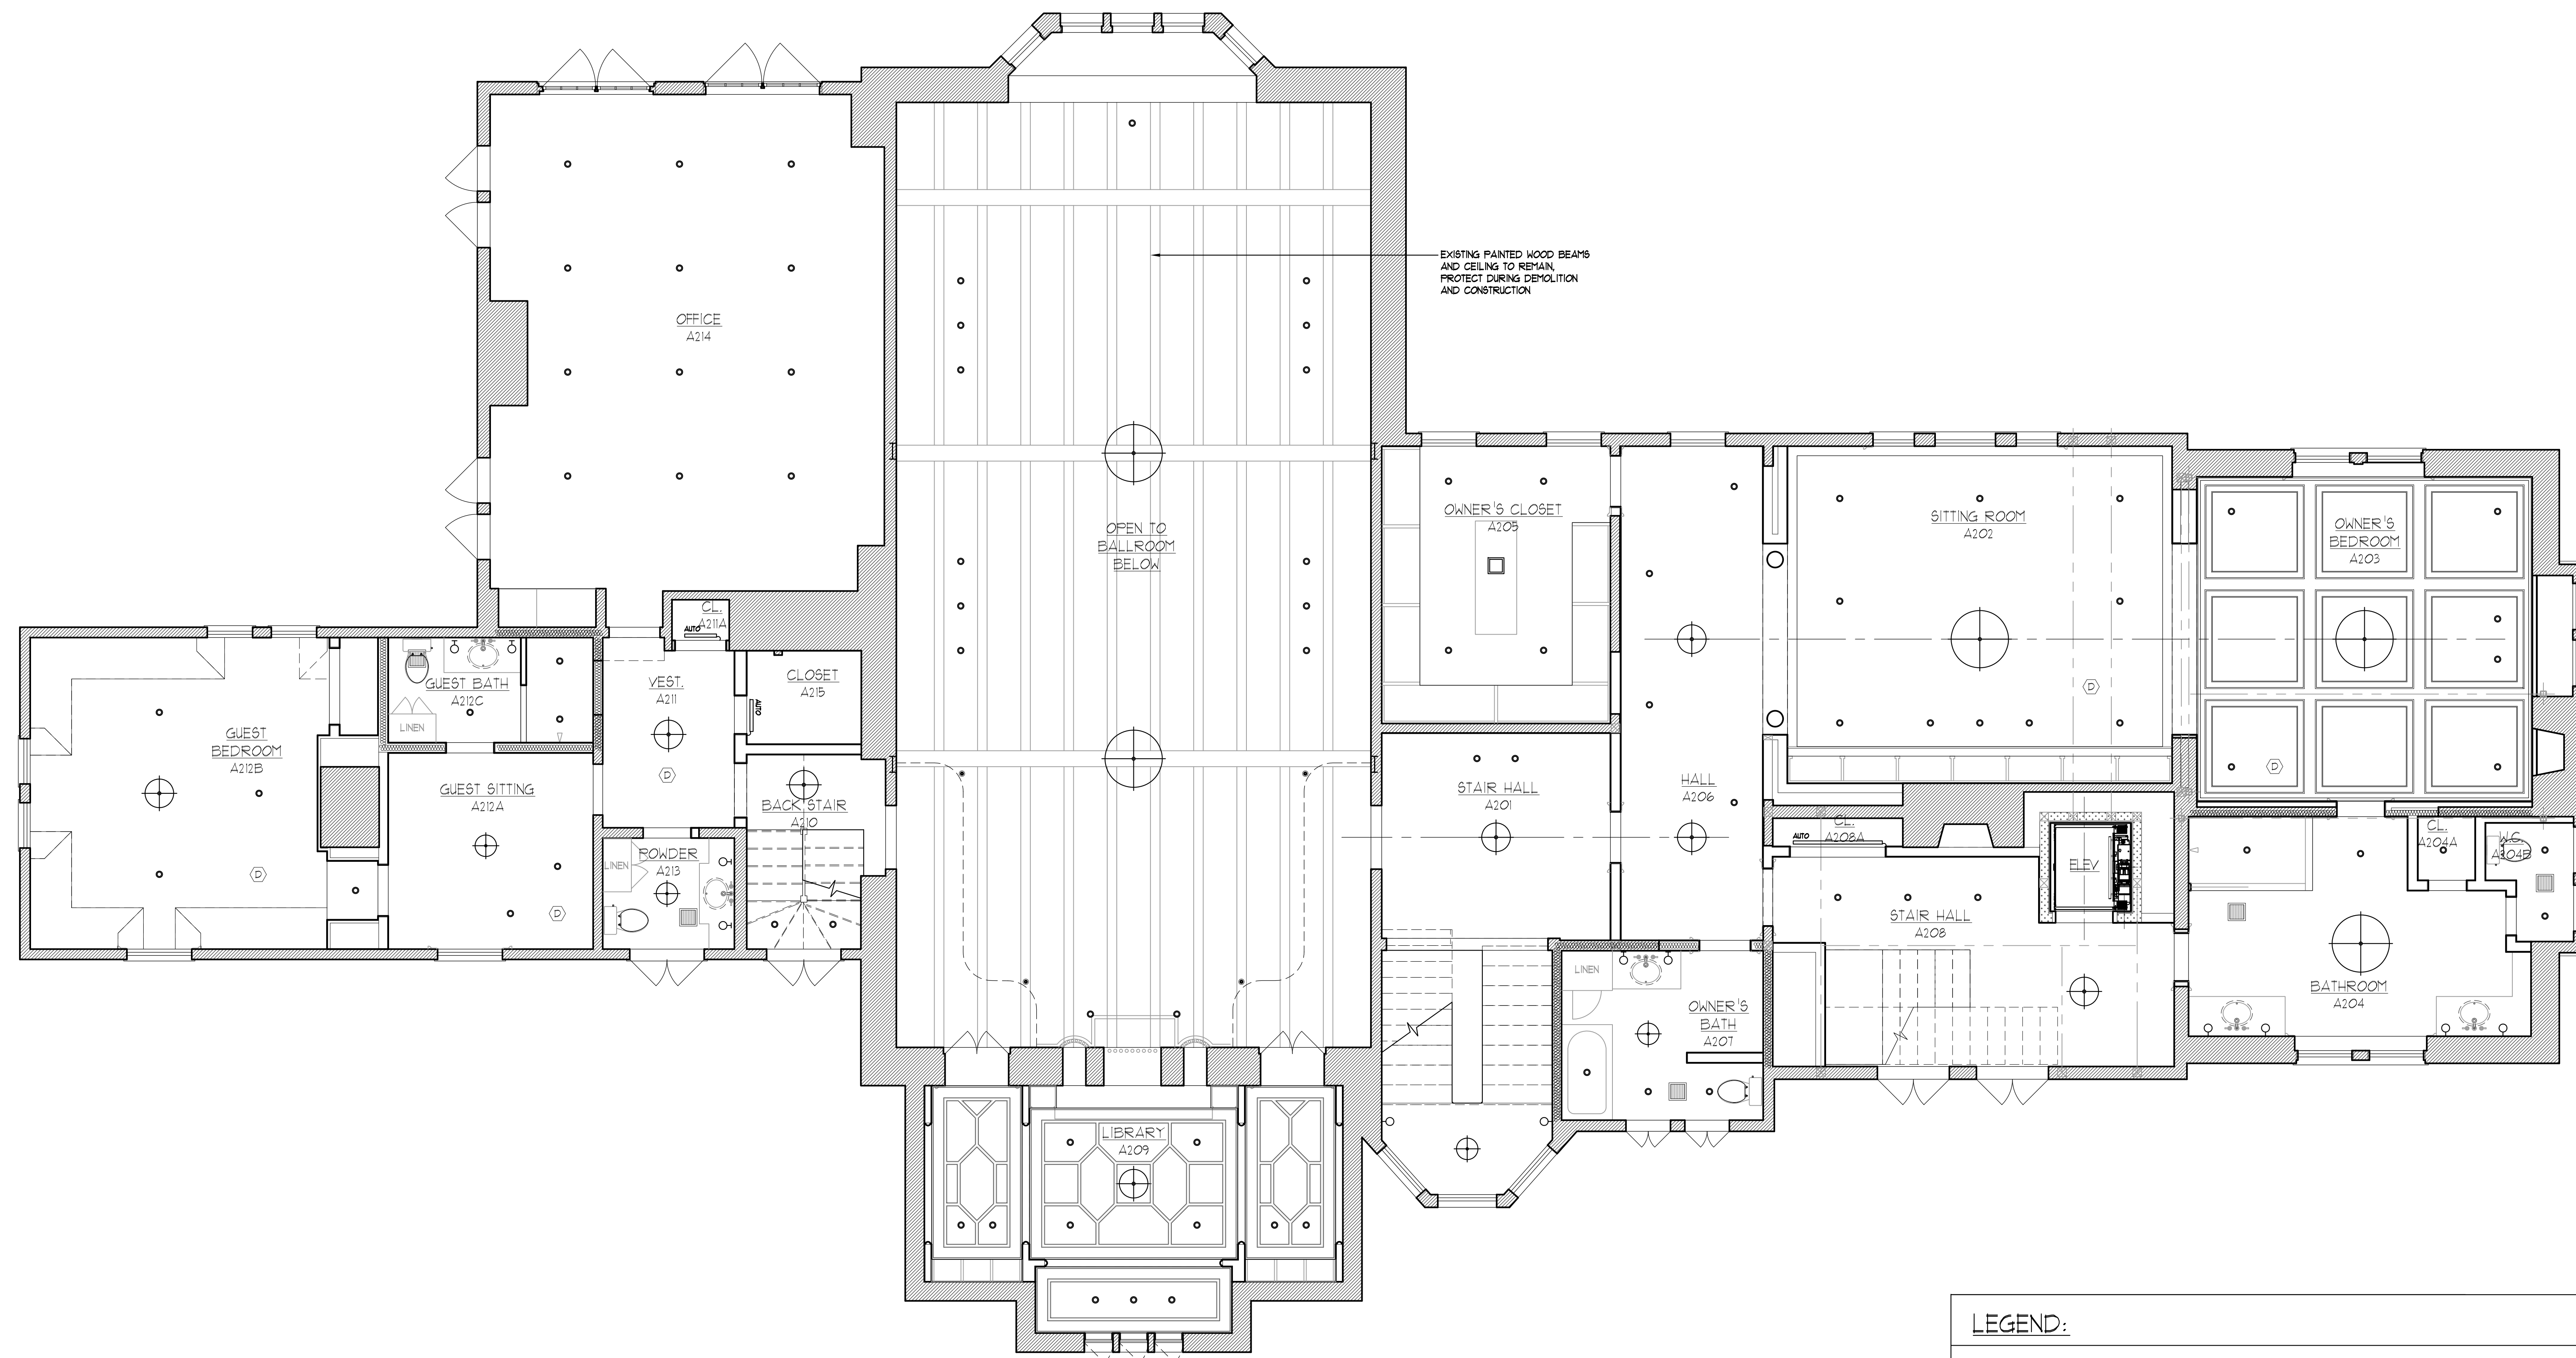 EXISTING PAINTED WOOD BEAMS
AND CEILING TO REMAIN,
PROTECT DURING DEMOLITION
AND CONSTRUCTION
OFFICE
A214
OPEN TO
BALLROOM
BELOW
OWNER'S CLOSET
A205
SITTING ROOM
A202
OWNER'S
BEDROOM
A203
CL.
A211A
AUTO
GUEST BATH
A212C
LINEN
VEST.
A211
CLOSET
A215
AUTO
GUEST
BEDROOM
A212B
GUEST SITTING
A212A
BACK STAIR
A210
D
D
D
D
D
STAIR HALL
A201
HALL
A206
POWDER
A213
LINEN
CL.
A208A
AUTO
ELEV
CL.
A204A
W.C.
A204B
STAIR HALL
A208
BATHROOM
A204
LINEN
OWNER'S
BATH
A207
LIBRARY
A209
LEGEND: